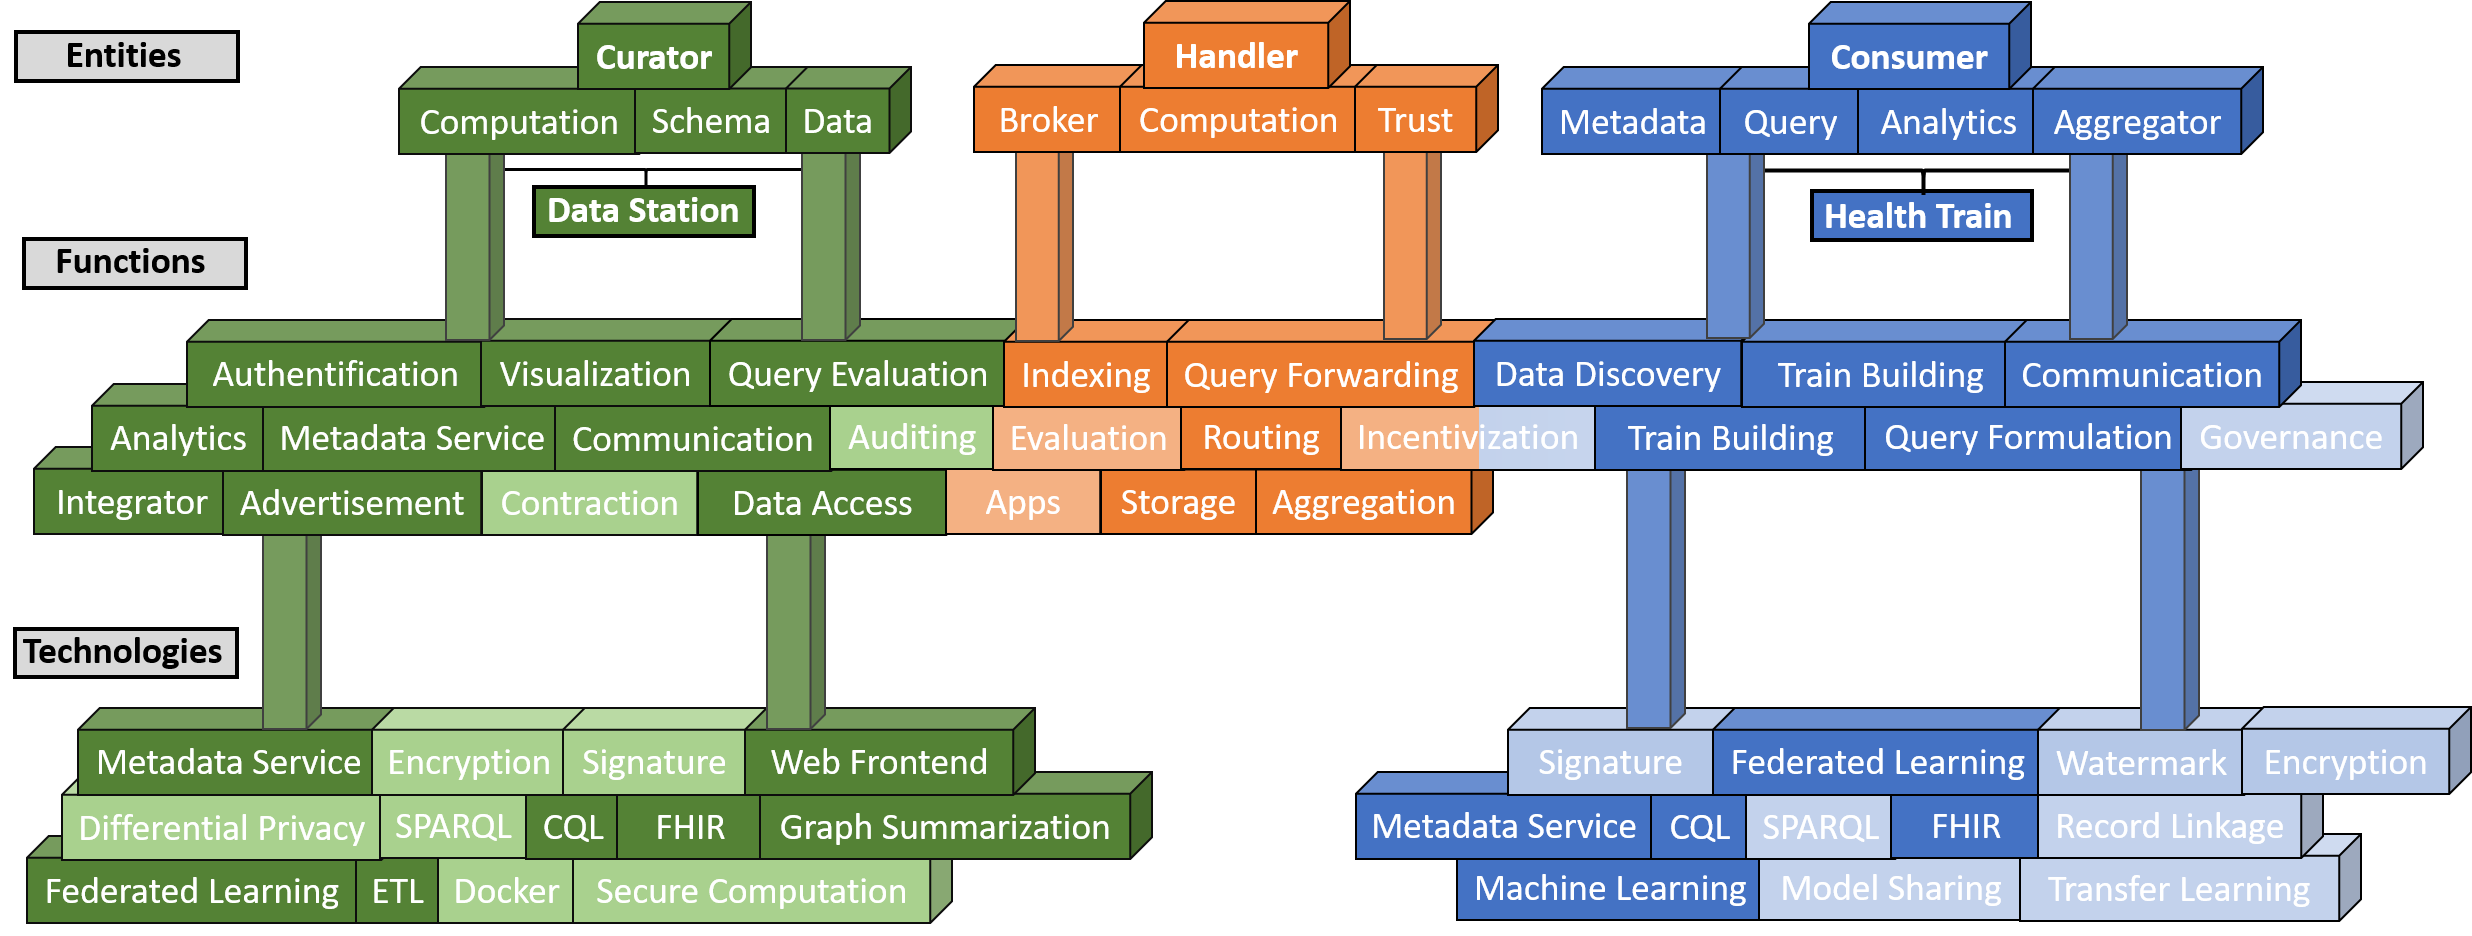 Entities
Curator
Handler
Consumer
Computation Schema Data
Broker Computation Trust
Metadata Query Analytics Aggregator
Data Station
Health Train
Functions
Authentification Visualization Query Evaluation Indexing Query Forwarding Data Discovery Train Building Communication
Analytics Metadata Service Communication Auditing Evaluation Routing Incentivization Train Building Query Formulation Governance
Integrator Advertisement Contraction Data Access Apps Storage Aggregation
Technologies
Metadata Service Encryption Signature Web Frontend
Differential Privacy SPARQL CQL FHIR Graph Summarization
Federated Learning ETL Docker Secure Computation
Signature Federated Learning Watermark Encryption
Metadata Service CQL SPARQL FHIR Record Linkage
Machine Learning Model Sharing Transfer Learning